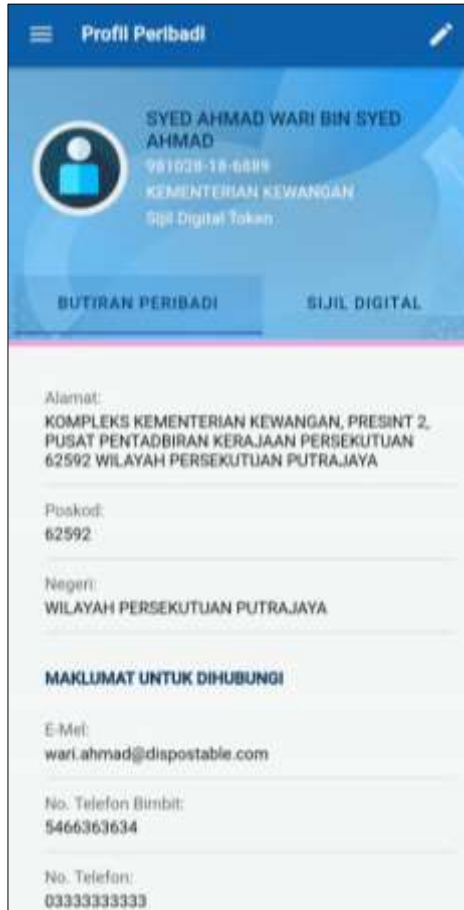 Profil Peribadi
SYED AHMAD WARI BIN SYED
AHMAD
981028-18-6889
KEMENTERIAN KEWANGAN
Sijil Digital Token
BUTIRAN PERIBADI
SIJIL DIGITAL
Alamat:
KOMPLEKS KEMENTERIAN KEWANGAN, PRESINT 2,
PUSAT PENTADBIRAN KERAJAAN PERSEKUTUAN
62592 WILAYAH PERSEKUTUAN PUTRAJAYA
Poskod:
62592
Negeri:
WILAYAH PERSEKUTUAN PUTRAJAYA
MAKLUMAT UNTUK DIHUBUNGI
E-Mel:
wari.ahmad@dispostable.com
No. Telefon Bimbit:
5466363634
No. Telefon:
03333333333